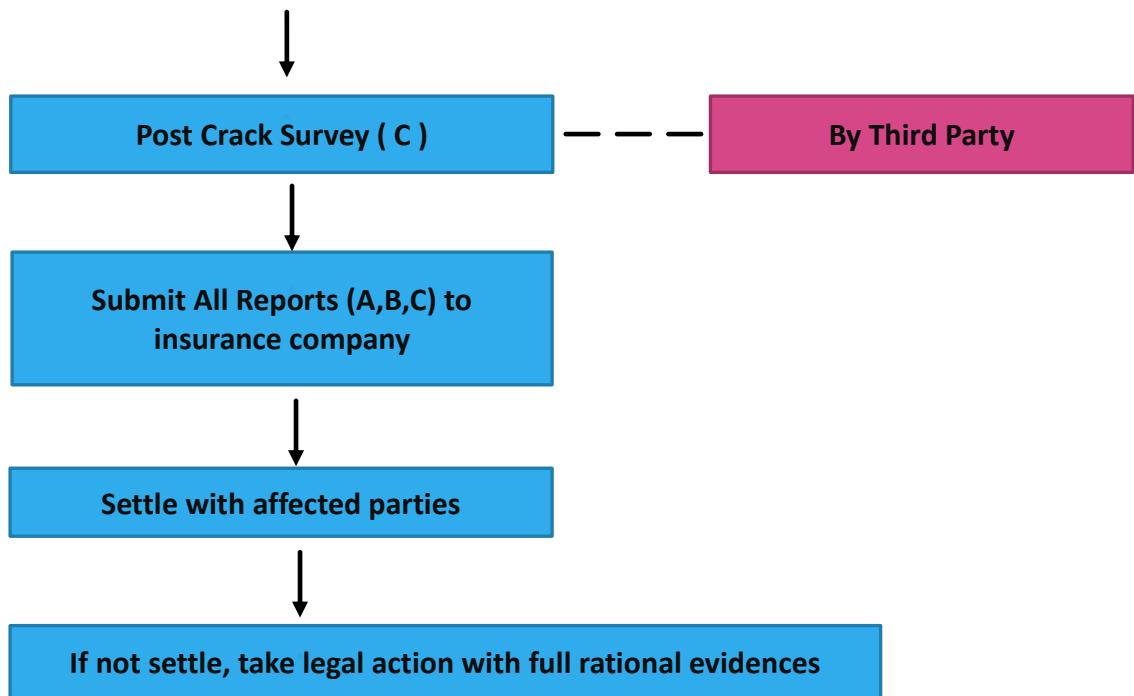 Post Crack Survey ( C )
By Third Party
Submit All Reports (A,B,C) to
insurance company
Settle with affected parties
If not settle, take legal action with full rational evidences